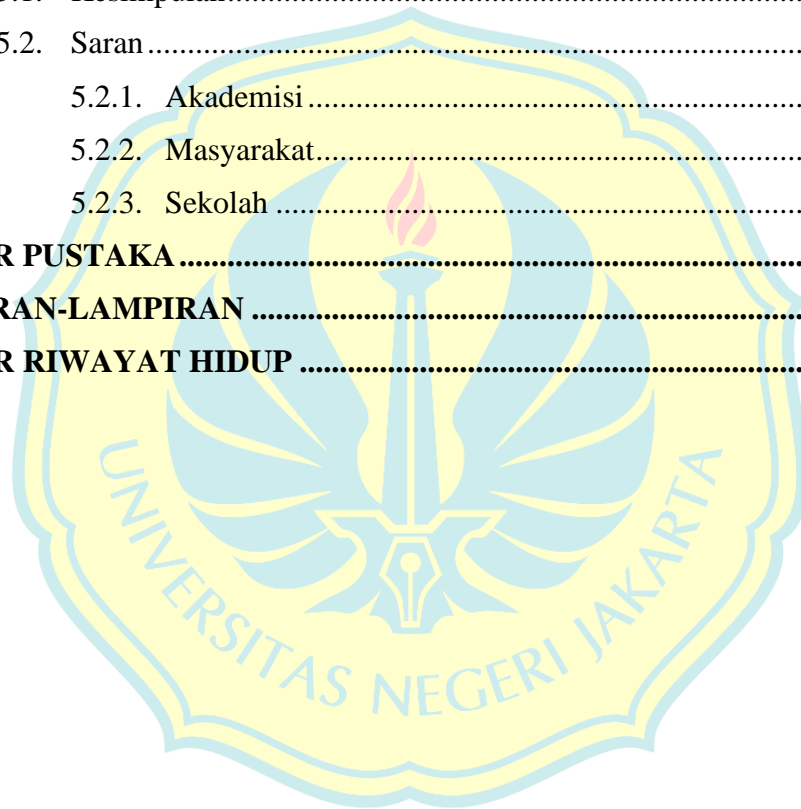 5.2. Saran ........................................................................
5.2.1. Akademisi ........................................................................
5.2.2. Masyarakat ........................................................................
5.2.3. Sekolah ........................................................................
R PUSTAKA ........................................................................
RAN-LAMPIRAN ........................................................................
R RIWAYAT HIDUP ........................................................................
UNIVERSITAS NEGERI JAKARTA